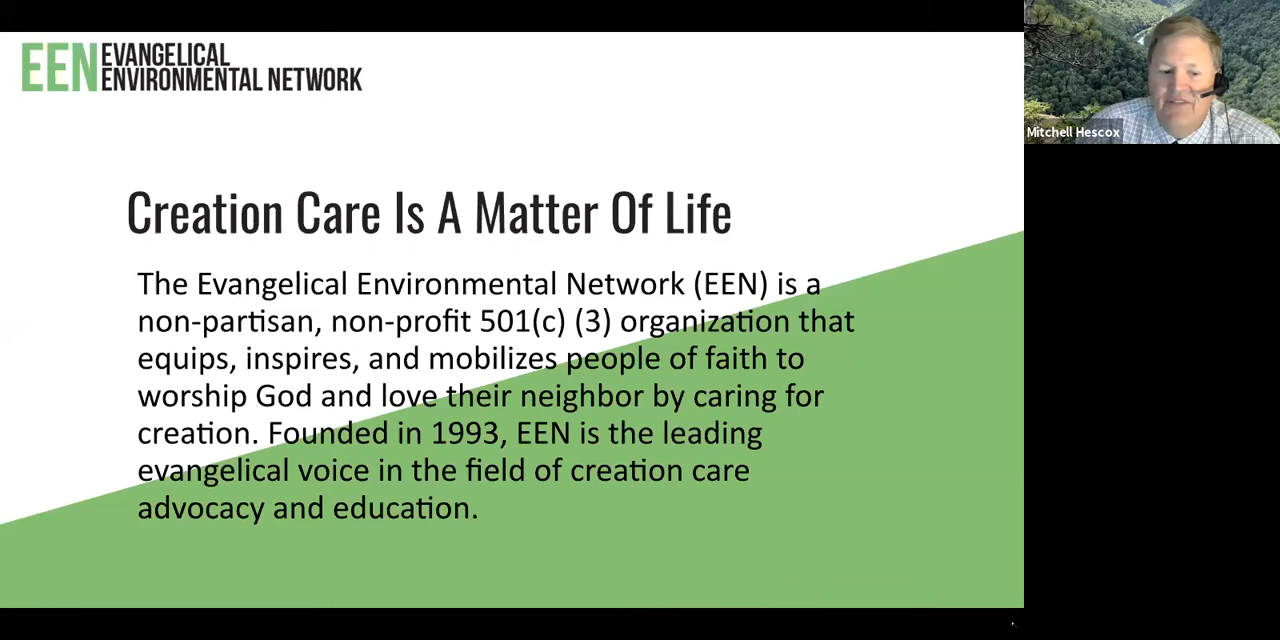 EEN EVANGELICAL
ENVIRONMENTAL NETWORK
Mitchell Hescox
Creation Care Is A Matter Of Life
The Evangelical Environmental Network (EEN) is a
non-partisan, non-profit 501(c) (3) organization that
equips, inspires, and mobilizes people of faith to
worship God and love their neighbor by caring for
creation. Founded in 1993, EEN is the leading
evangelical voice in the field of creation care
advocacy and education.